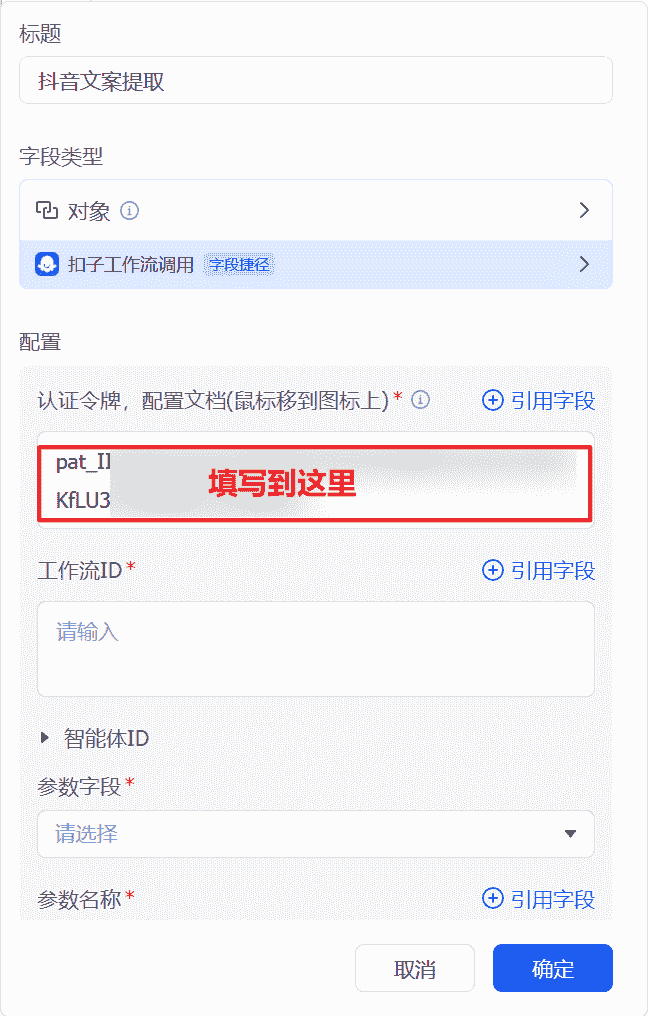 标题
抖音文案提取
字段类型
对象
扣子工作流调用 字段捷径
配置
认证令牌，配置文档(鼠标移到图标上)* 引用字段
pat_II
KfLU3
填写到这里
工作流ID* 引用字段
请输入
智能体ID
参数字段*
请选择
参数名称* 引用字段
取消 确定